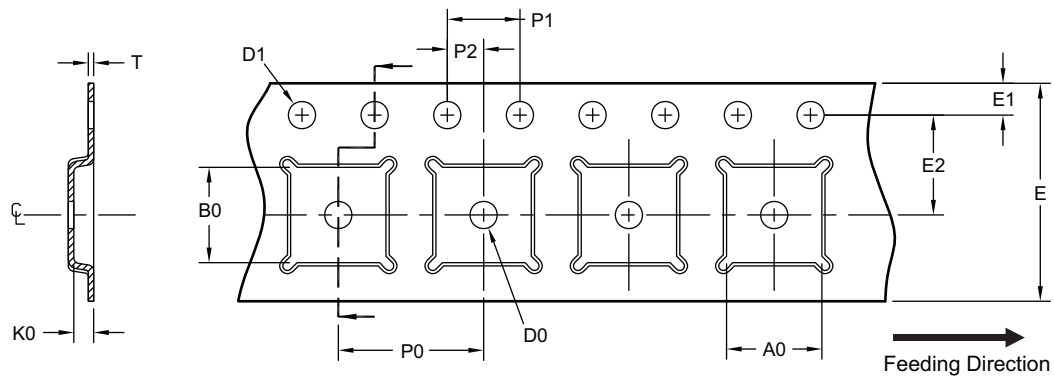 P1
P2
T
D1
E1
E2
B0
E
℄
K0
P0
D0
A0
Feeding Direction